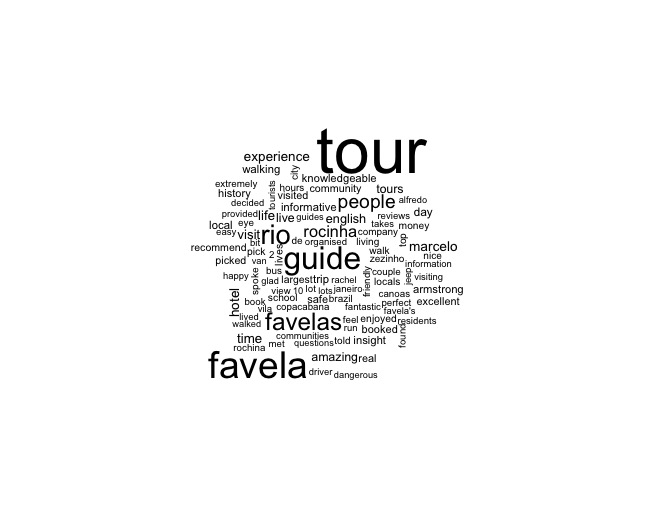 tour
experience
walking
city
knowledgeable
extremely
tourists
hours
community
tours
history
visited
decided
informative
people
alfredo
provided
life
live
guides
english
reviews
day
local
eye
takes
money
easy
visit
rio
rocinha
company
bit
de
organised
living
top
marcelo
recommend
pick
2
lives
guide
walk
nice
picked
van
zezinho
information
happy
spoke
bus
friendly
couple
jeep
visiting
glad
largest
trip
rachel
locals
hotel
view
10
lot
lots
janeiro
canoas
armstrong
book
school
safe
brazil
perfect
excellent
vila
copacabana
fantastic
favela's
lived
favelas
feel
enjoyed
residents
walked
run
booked
found
time
communities
told
insight
rochina
met
questions
favela
amazing
real
driver
dangerous